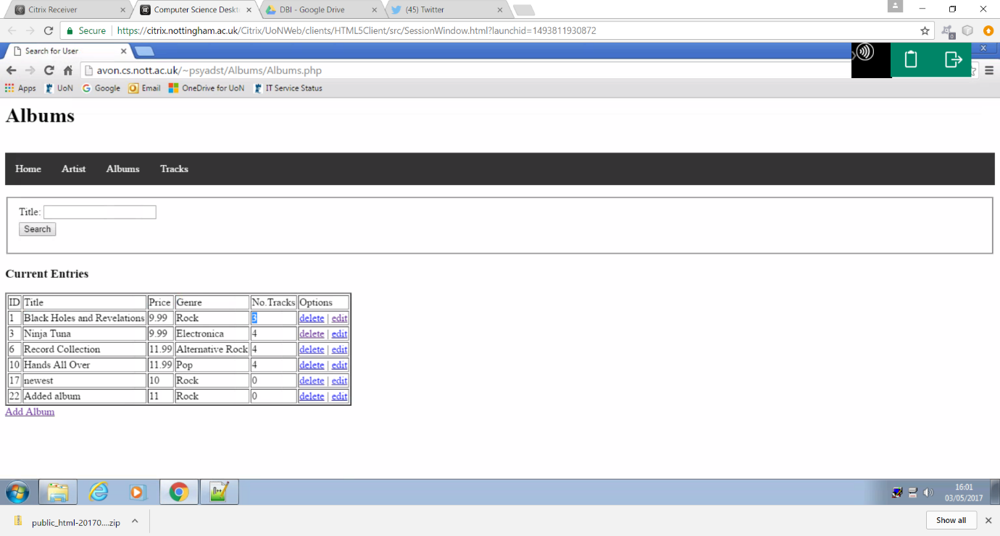 Citrix Receiver
Computer Science Deskt
DBI - Google Drive
(45) Twitter
Secure https://citrix.nottingham.ac.uk/Citrix/UoNWeb/clients/HTML5Client/src/SessionWindow.html?launchid=1493811930872
0
Search for User
avon.cs.nott.ac.uk/~psyadst/Albums/Albums.php
Apps UoN Google Email OneDrive for UoN IT Service Status
Albums
Home Artist Albums Tracks
Title:
Search
Current Entries
ID Title Price Genre No.Tracks Options
1 Black Holes and Revelations 9.99 Rock 3 delete | edit
3 Ninja Tuna 9.99 Electronica 4 delete | edit
6 Record Collection 11.99 Alternative Rock 4 delete | edit
10 Hands All Over 11.99 Pop 4 delete | edit
17 newest 10 Rock 0 delete | edit
22 Added album 11 Rock 0 delete | edit
Add Album
16:01
03/05/2017
public_html-20170....zip
Show all